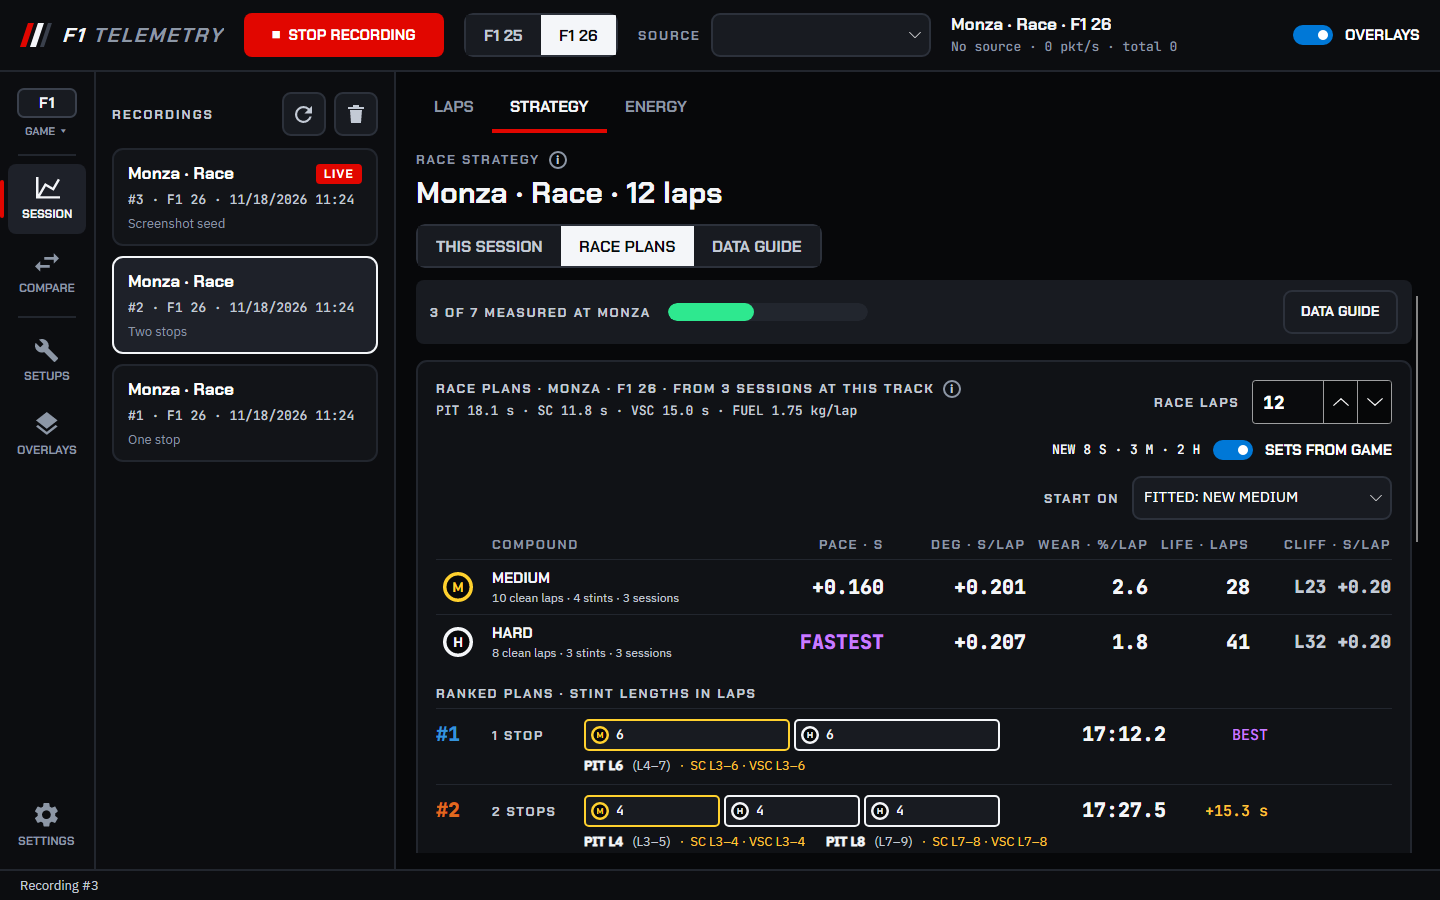 F1 TELEMETRY
STOP RECORDING
F1 25
F1 26
SOURCE
Monza · Race · F1 26
No source · 0 pkt/s · total 0
OVERLAYS
F1
GAME
SESSION
COMPARE
SETUPS
OVERLAYS
SETTINGS
RECORDINGS
Monza · Race
LIVE
#3 · F1 26 · 11/18/2026 11:24
Screenshot seed
Monza · Race
#2 · F1 26 · 11/18/2026 11:24
Two stops
Monza · Race
#1 · F1 26 · 11/18/2026 11:24
One stop
LAPS
STRATEGY
ENERGY
RACE STRATEGY
Monza · Race · 12 laps
THIS SESSION
RACE PLANS
DATA GUIDE
3 OF 7 MEASURED AT MONZA
DATA GUIDE
RACE PLANS · MONZA · F1 26 · FROM 3 SESSIONS AT THIS TRACK
PIT 18.1 s · SC 11.8 s · VSC 15.0 s · FUEL 1.75 kg/lap
RACE LAPS
12
NEW 8 S · 3 M · 2 H
SETS FROM GAME
START ON
FITTED: NEW MEDIUM
COMPOUND PACE · S DEG · S/LAP WEAR · %/LAP LIFE · LAPS CLIFF · S/LAP
M MEDIUM +0.160 +0.201 2.6 28 L23 +0.20
10 clean laps · 4 stints · 3 sessions
H HARD FASTEST +0.207 1.8 41 L32 +0.20
8 clean laps · 3 stints · 3 sessions
RANKED PLANS · STINT LENGTHS IN LAPS
#1 1 STOP M 6 H 6 17:12.2 BEST
PIT L6 (L4–7) · SC L3–6 · VSC L3–6
#2 2 STOPS M 4 H 4 H 4 17:27.5 +15.3 s
PIT L4 (L3–5) · SC L3–4 · VSC L3–4 PIT L8 (L7–9) · SC L7–8 · VSC L7–8
Recording #3